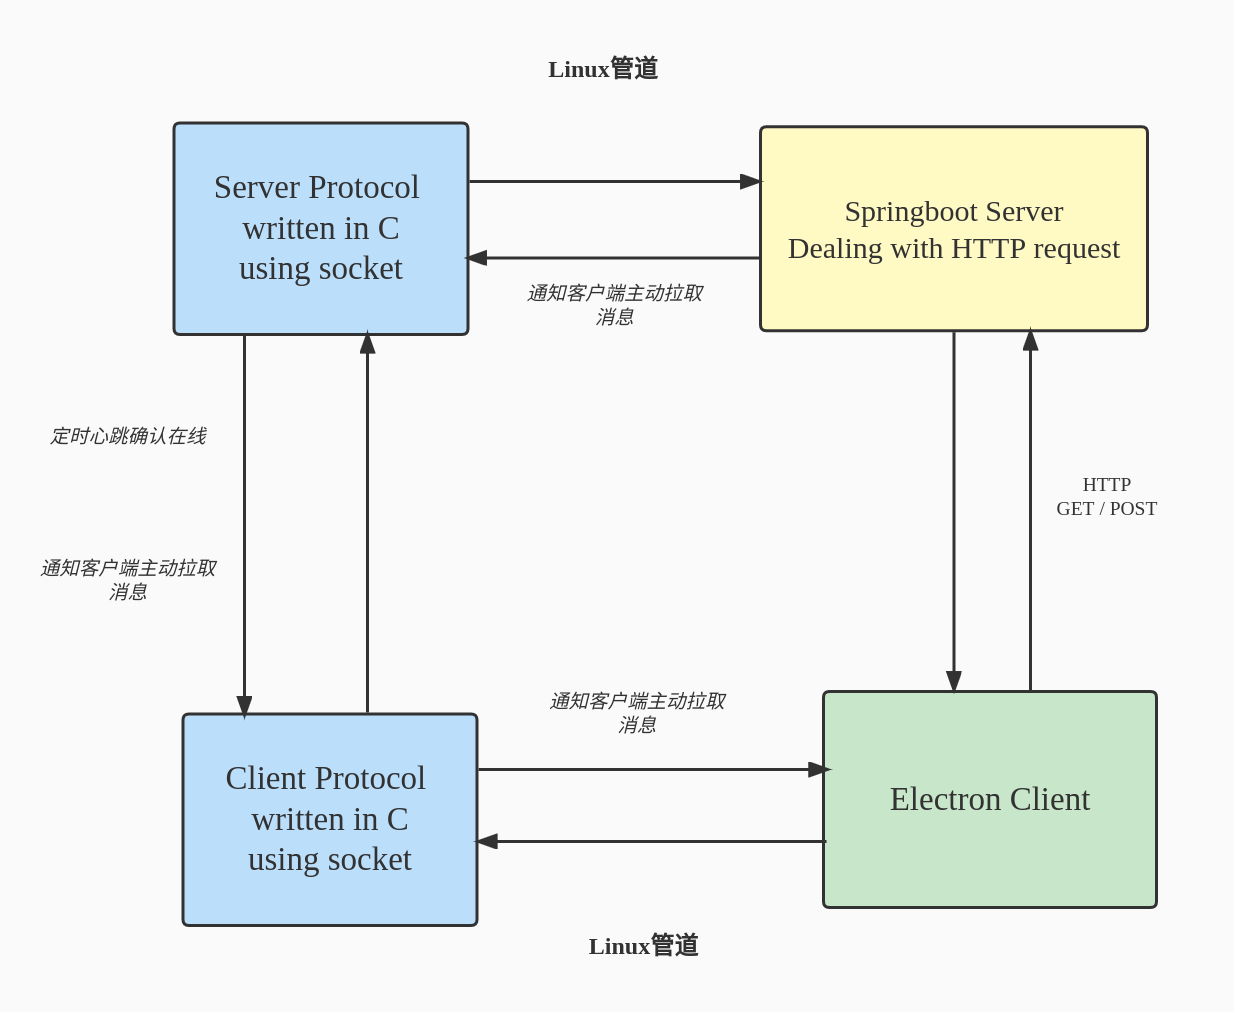 Linux管道
Server Protocol
written in C
using socket
Springboot Server
Dealing with HTTP request
通知客户端主动拉取
消息
定时心跳确认在线
HTTP
GET / POST
通知客户端主动拉取
消息
通知客户端主动拉取
消息
Client Protocol
written in C
using socket
Electron Client
Linux管道